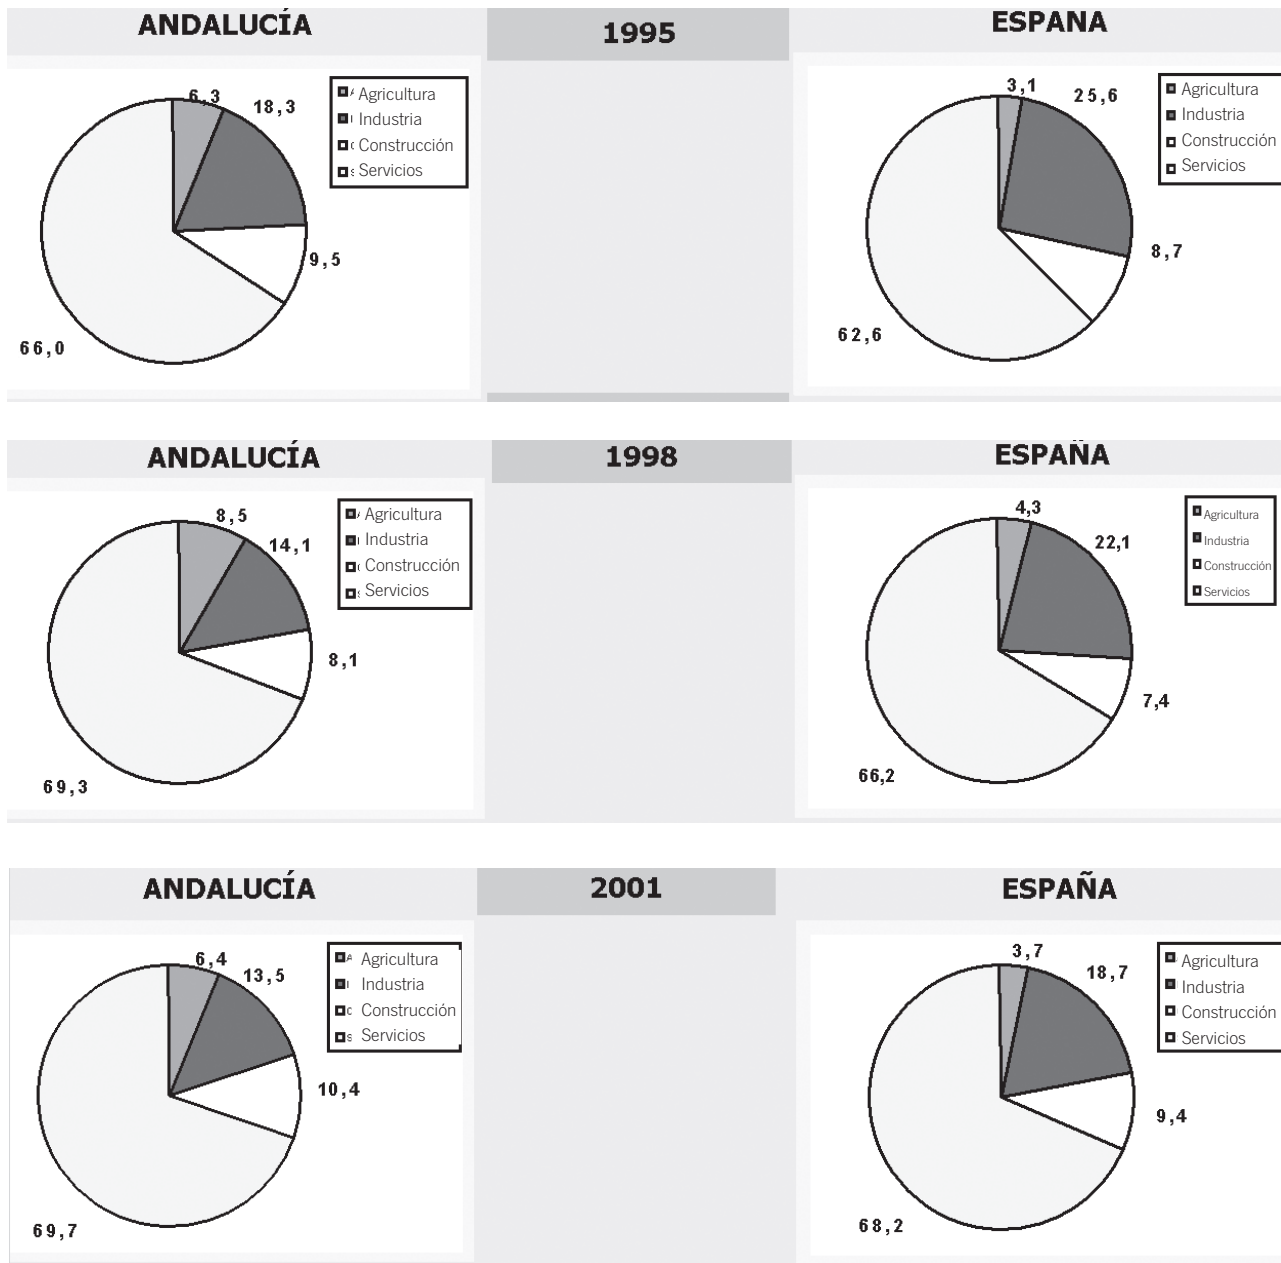 ANDALUCÍA
1995
ESPAÑA
6,3
18,3
9,5
66,0
Agricultura
Industria
Construcción
Servicios
3,1
25,6
8,7
62,6
Agricultura
Industria
Construcción
Servicios
ANDALUCÍA
1998
ESPAÑA
8,5
14,1
8,1
69,3
Agricultura
Industria
Construcción
Servicios
4,3
22,1
7,4
66,2
Agricultura
Industria
Construcción
Servicios
ANDALUCÍA
2001
ESPAÑA
6,4
13,5
10,4
69,7
Agricultura
Industria
Construcción
Servicios
3,7
18,7
9,4
68,2
Agricultura
Industria
Construcción
Servicios